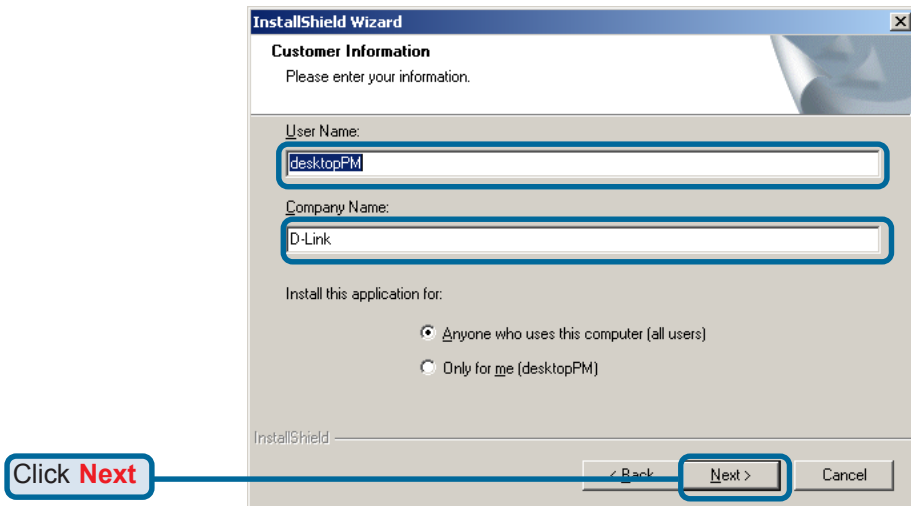 InstallShield Wizard
Customer Information
Please enter your information.
User Name:
desktopPM
Company Name:
D-Link
Install this application for:
Anyone who uses this computer (all users)
Only for me (desktopPM)
InstallShield
Click Next
< Back
Next >
Cancel